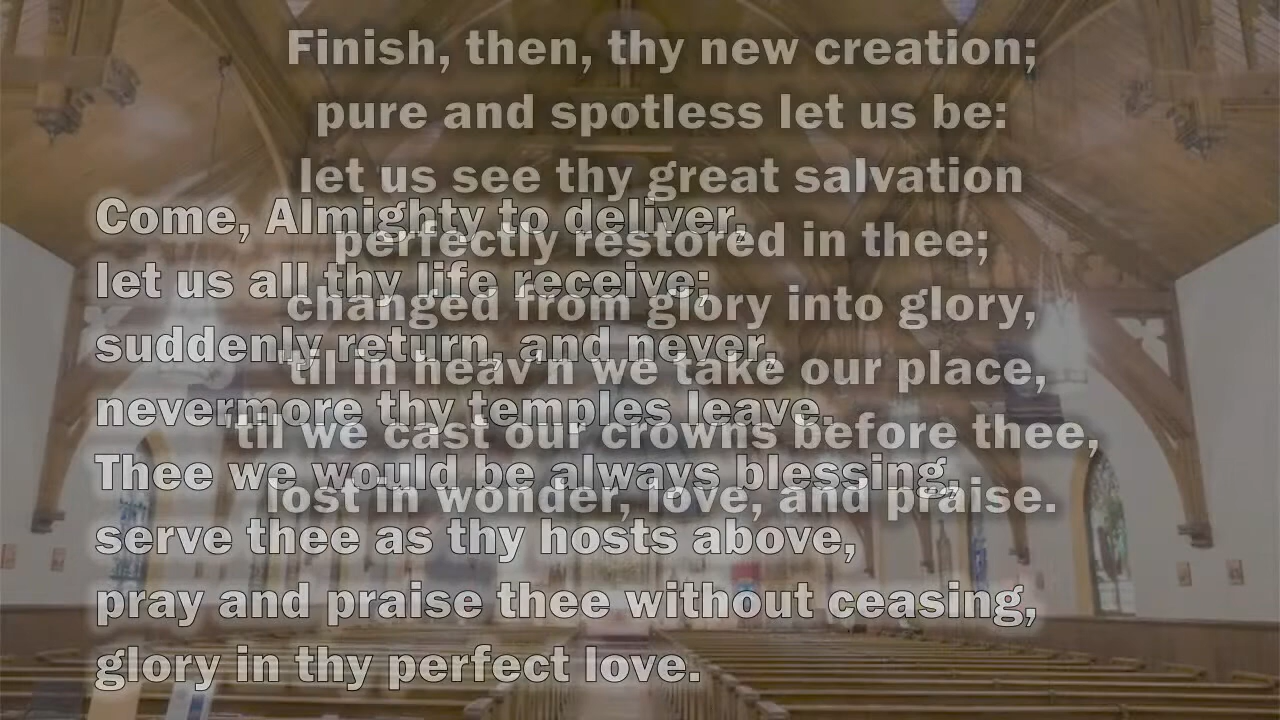 Finish, then, thy new creation;
pure and spotless let us be:
let us see thy great salvation
perfectly restored in thee;
changed from glory into glory,
'til in heav'n we take our place,
'til we cast our crowns before thee,
lost in wonder, love, and praise.
Come, Almighty to deliver,
let us all thy life receive;
suddenly return, and never,
nevermore thy temples leave.
Thee we would be always blessing,
serve thee as thy hosts above,
pray and praise thee without ceasing,
glory in thy perfect love.